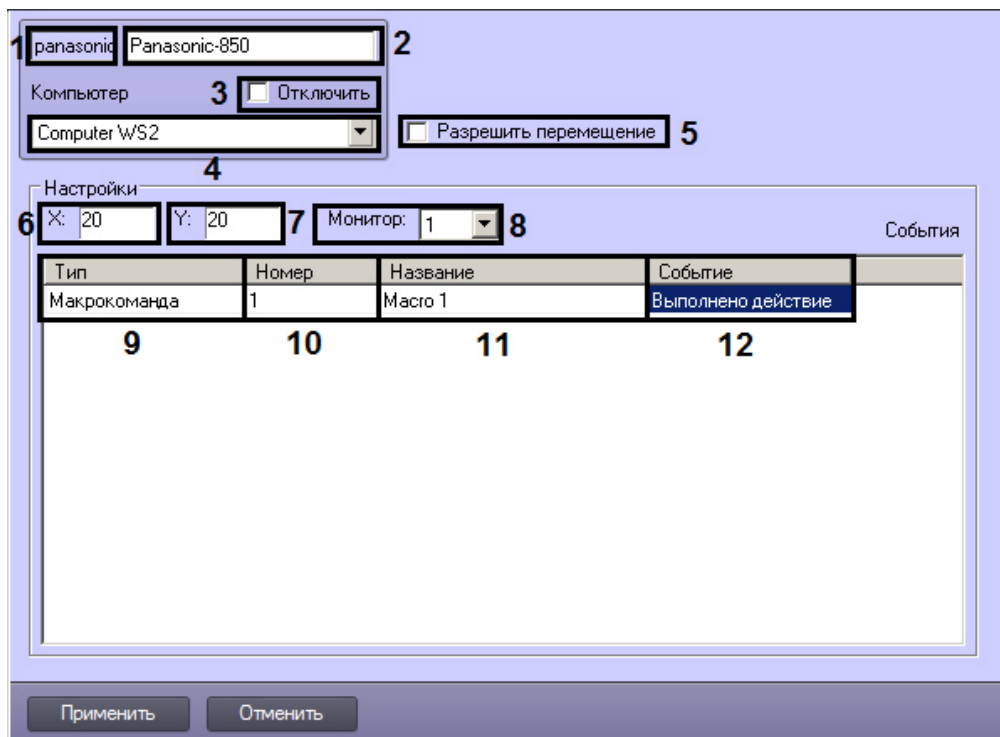 1 panasonic Panasonic-850 2
Компьютер 3 Отключить
Computer WS2 Разрешить перемещение 5
4
Настройки
6 X: 20 Y: 20 7 Монитор: 1 8 События
Тип Номер Название Событие
Макрокоманда 1 Macro 1 Выполнено действие
9 10 11 12
Применить Отменить